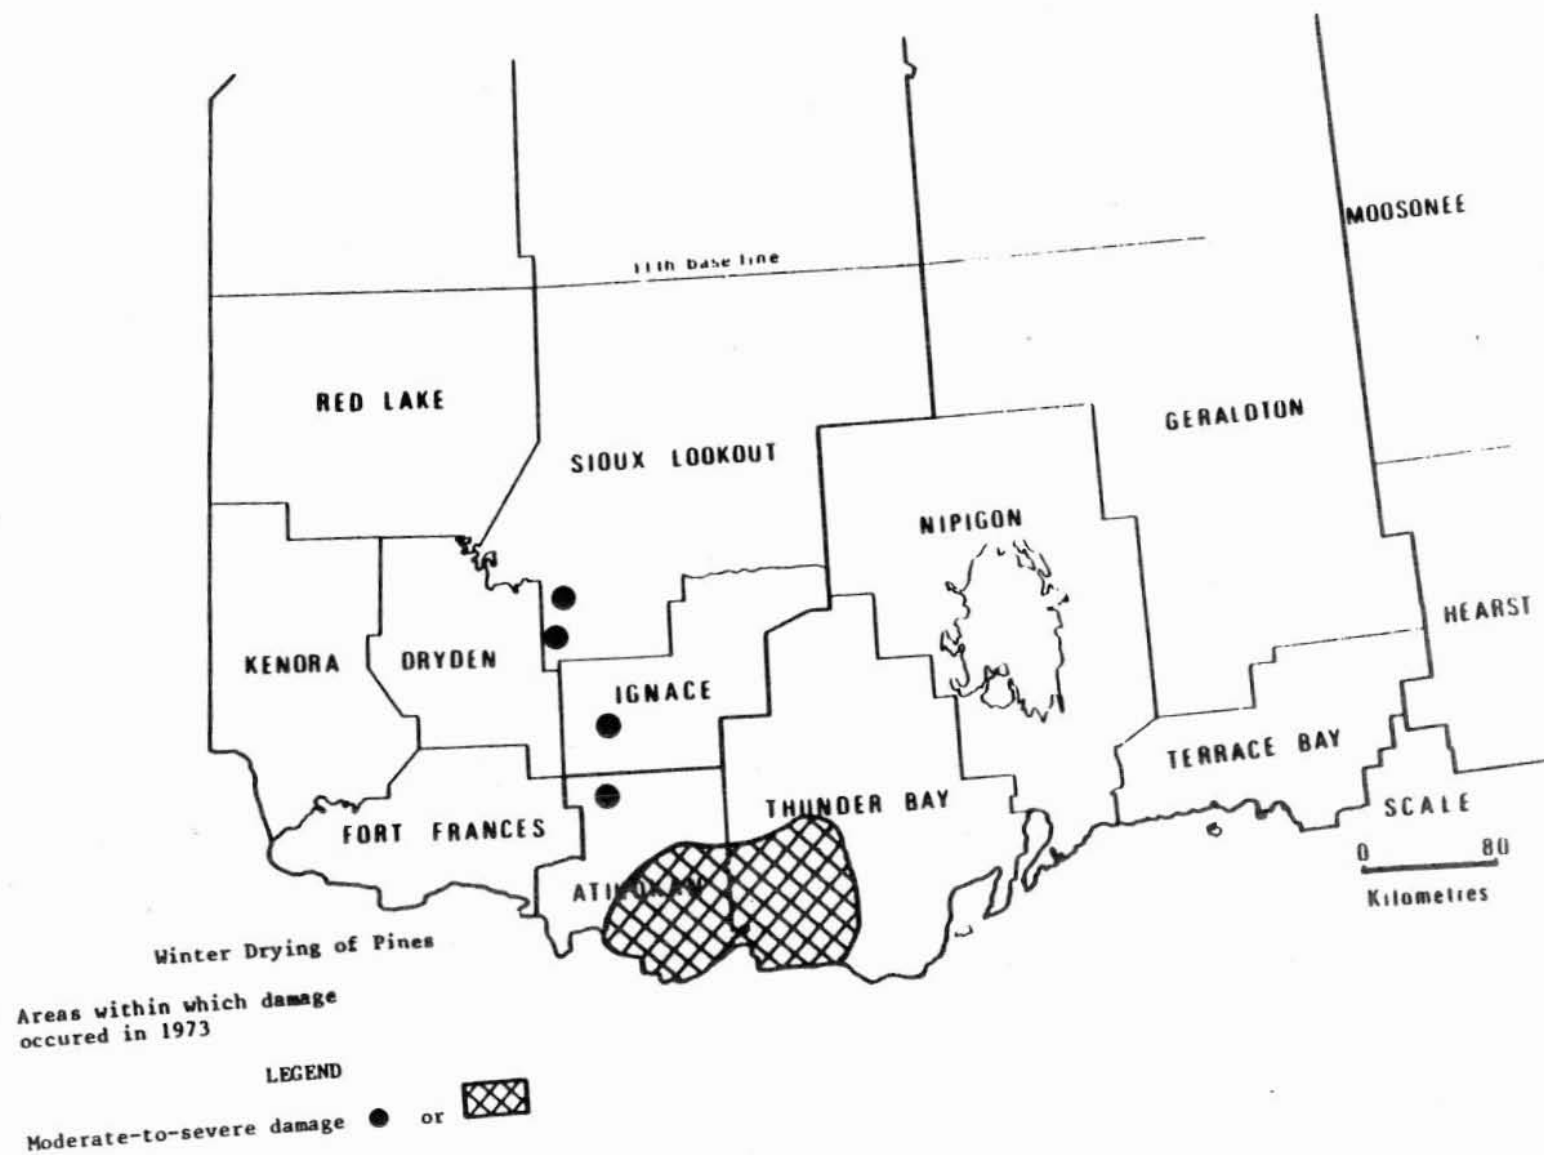 11th base line
MOOSONEE
RED LAKE
SIOUX LOOKOUT
GERALDTON
NIPIGON
HEARST
KENORA
DRYDEN
IGNACE
TERRACE BAY
THUNDER BAY
FORT FRANCES
ATIKOKAN
SCALE
0 80
Kilometres
Winter Drying of Pines
Areas within which damage
occured in 1973
LEGEND
Moderate-to-severe damage or